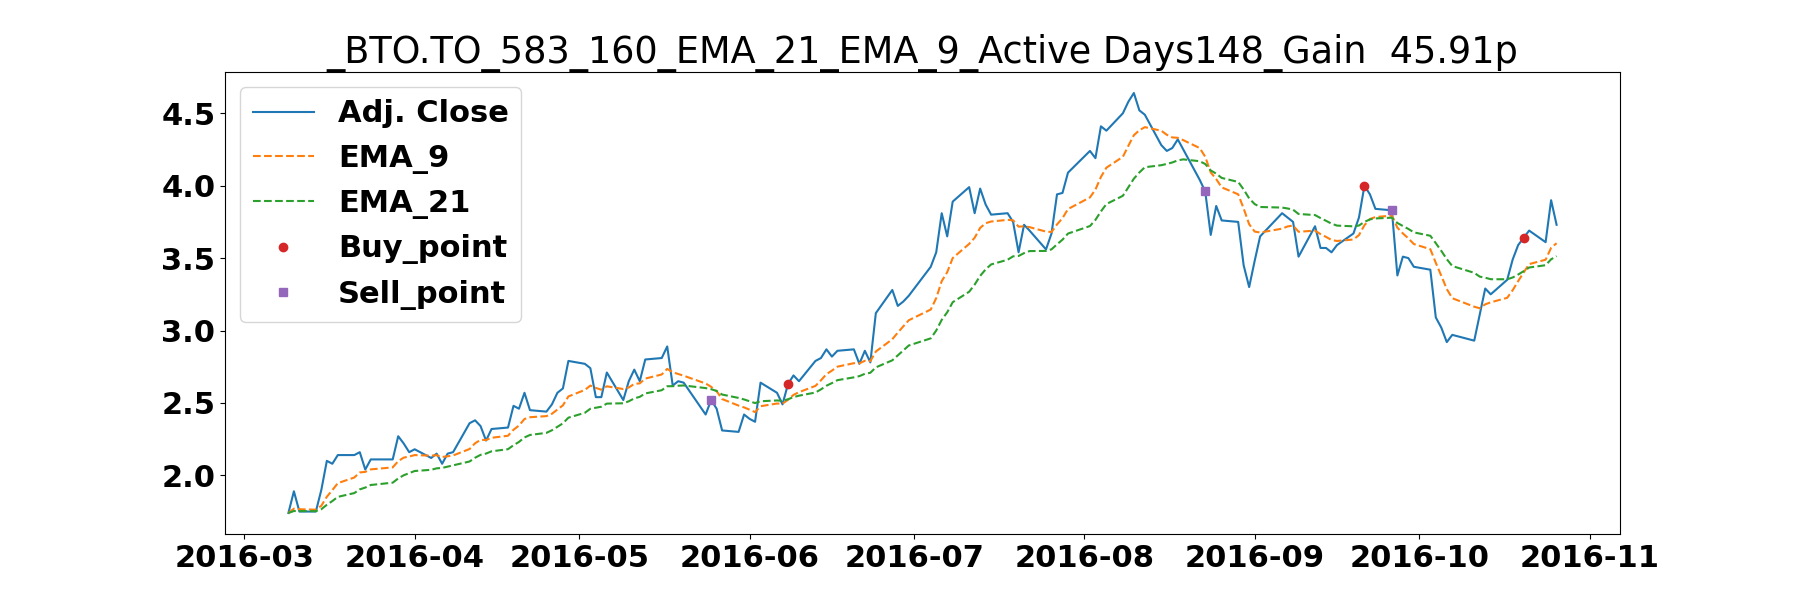 _BTO.TO_583_160_EMA_21_EMA_9_Active Days148_Gain  45.91p
Adj. Close
EMA_9
EMA_21
Buy_point
Sell_point
4.5
4.0
3.5
3.0
2.5
2.0
2016-03 2016-04 2016-05 2016-06 2016-07 2016-08 2016-09 2016-10 2016-11